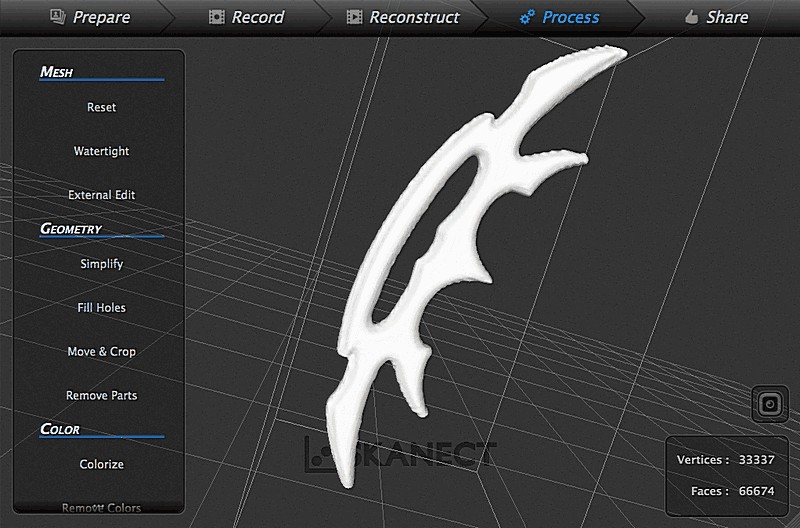 Prepare
Record
Reconstruct
Process
Share
MESH
Reset
Watertight
External Edit
GEOMETRY
Simplify
Fill Holes
Move & Crop
Remove Parts
COLOR
Colorize
Remove Colors
SKANECT
Vertices : 33337
Faces : 66674